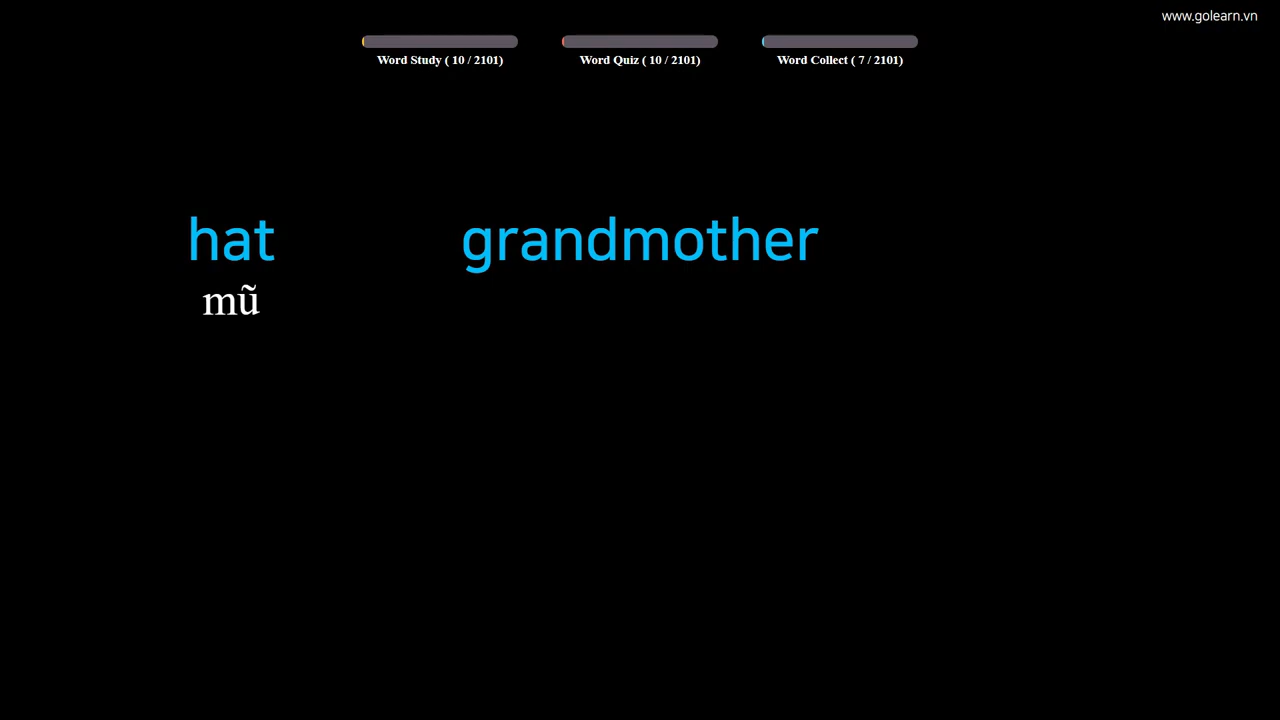 www.golearn.vn
Word Study ( 10 / 2101)
Word Quiz ( 10 / 2101)
Word Collect ( 7 / 2101)
hat
grandmother
mũ